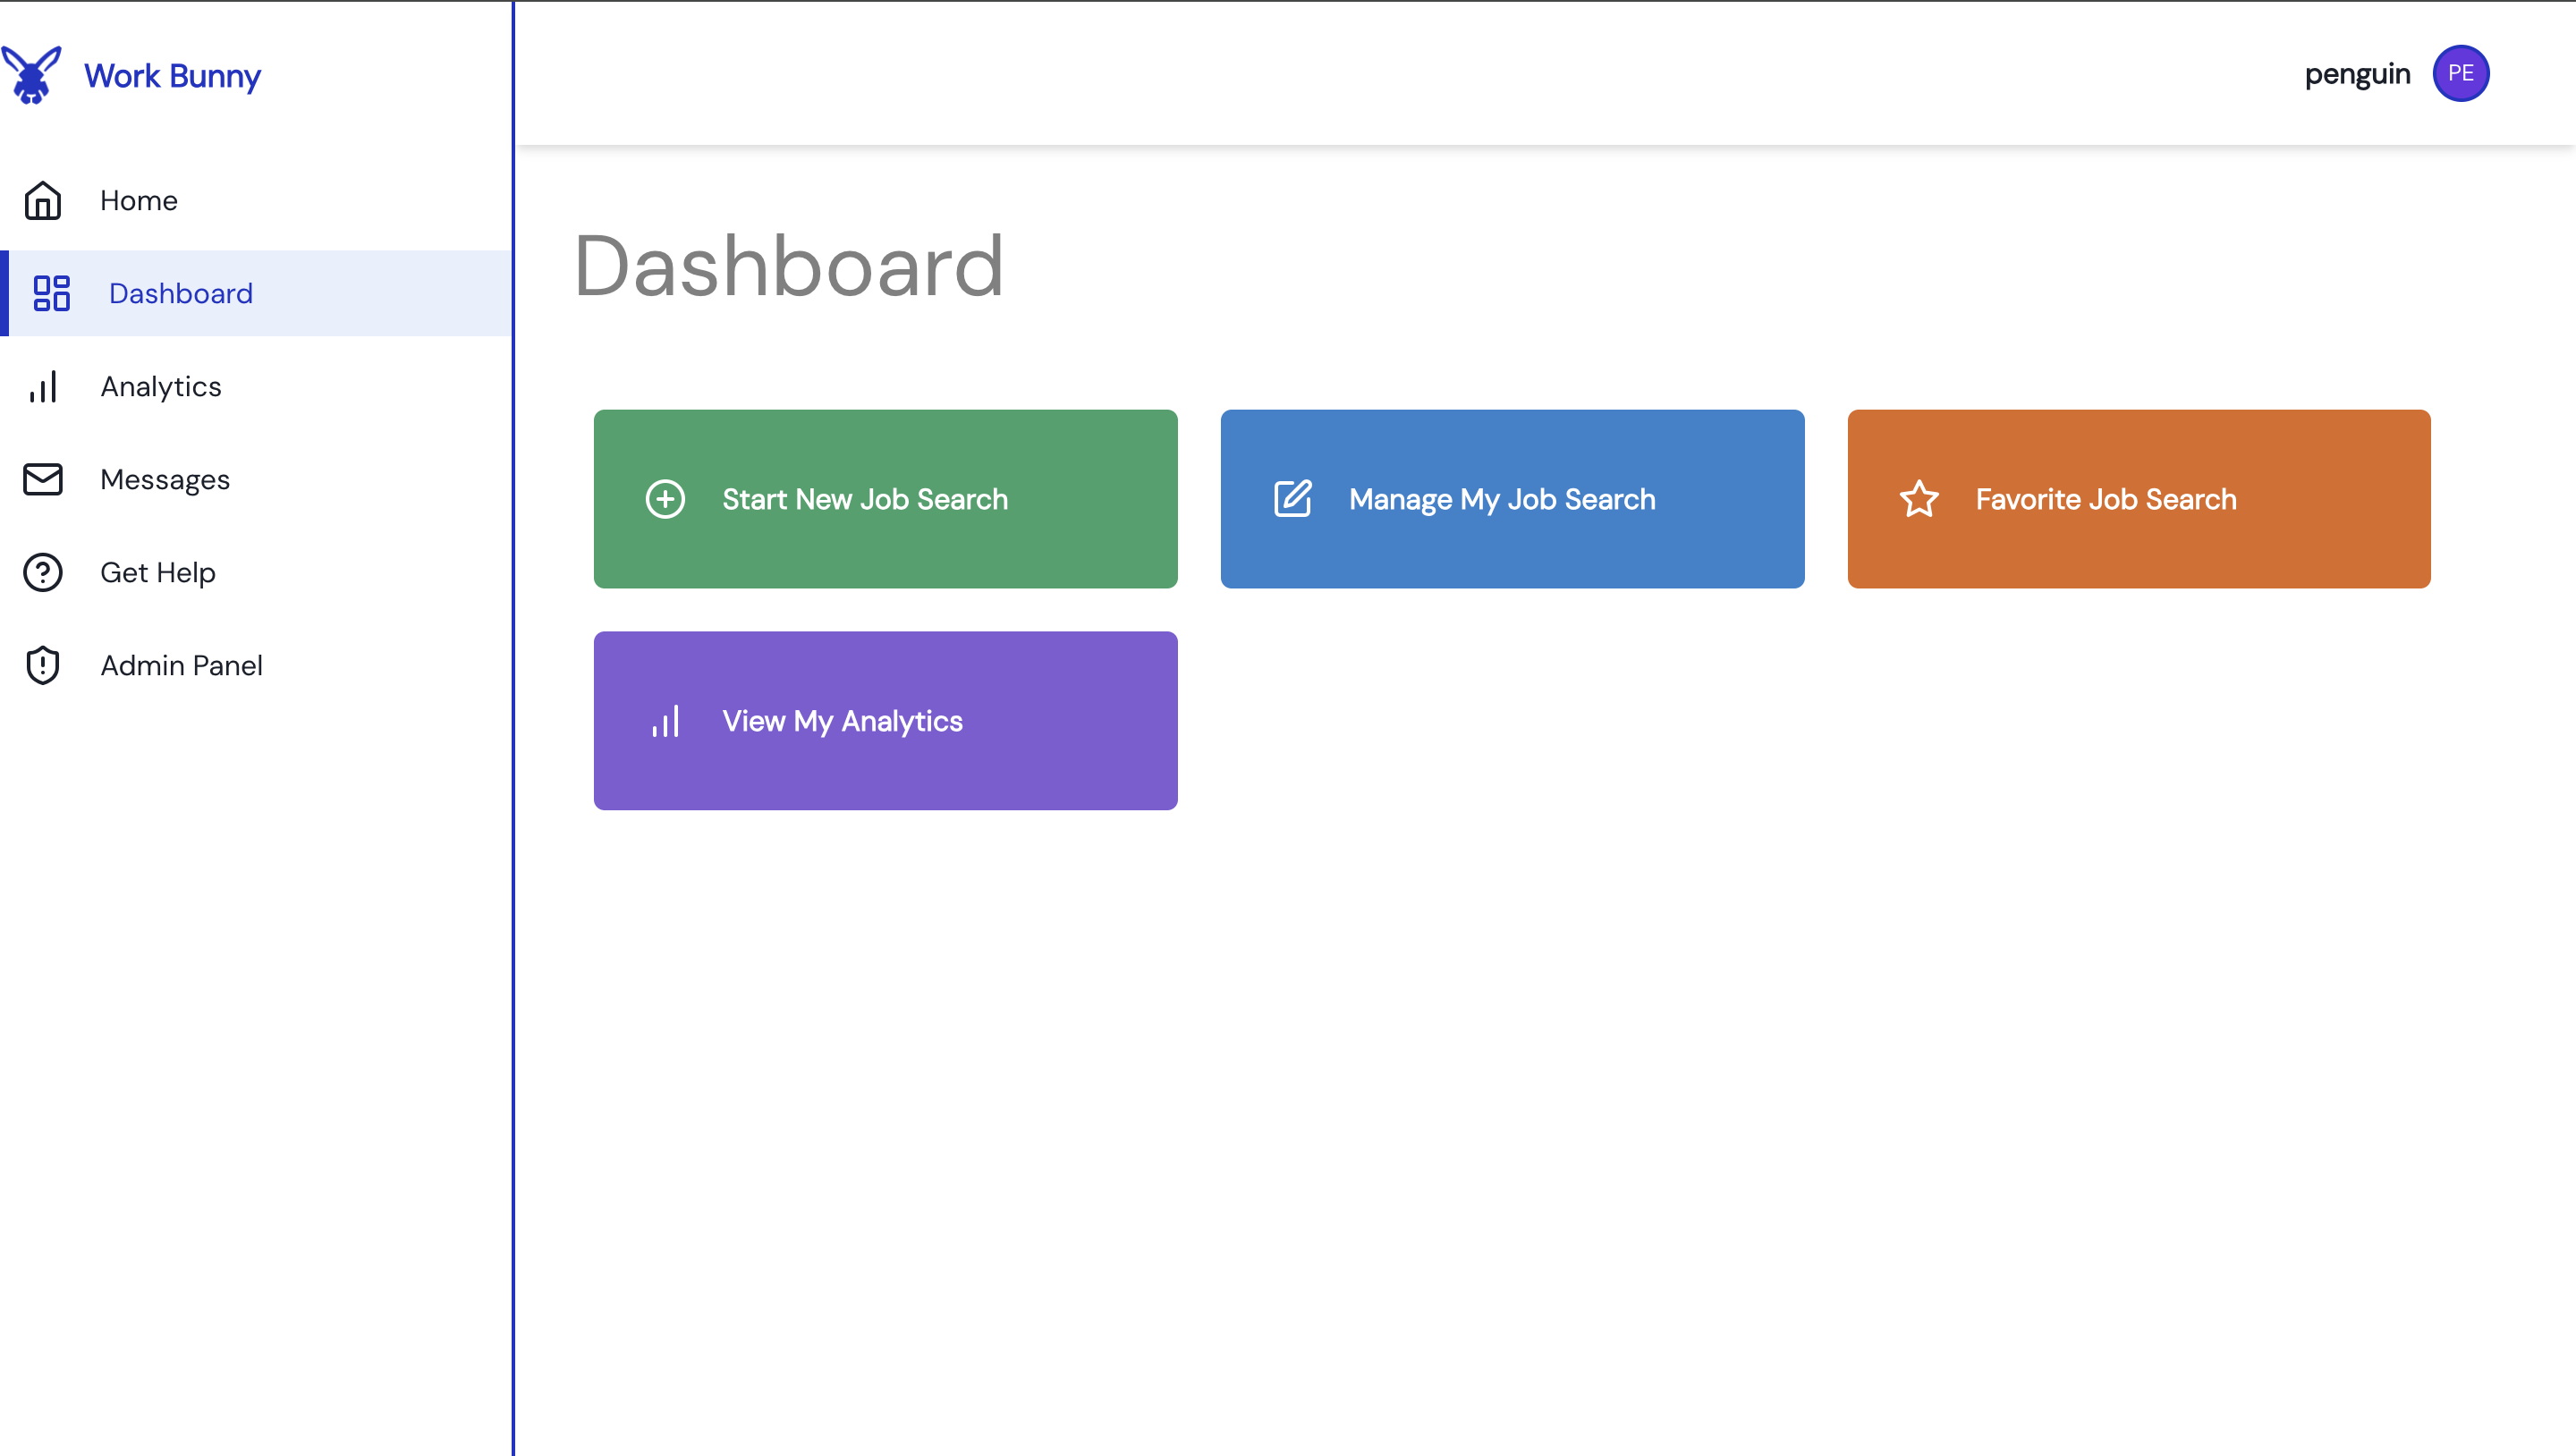 Work Bunny
penguin PE
Home
Dashboard
Analytics
Messages
Get Help
Admin Panel
Dashboard
Start New Job Search
Manage My Job Search
Favorite Job Search
View My Analytics